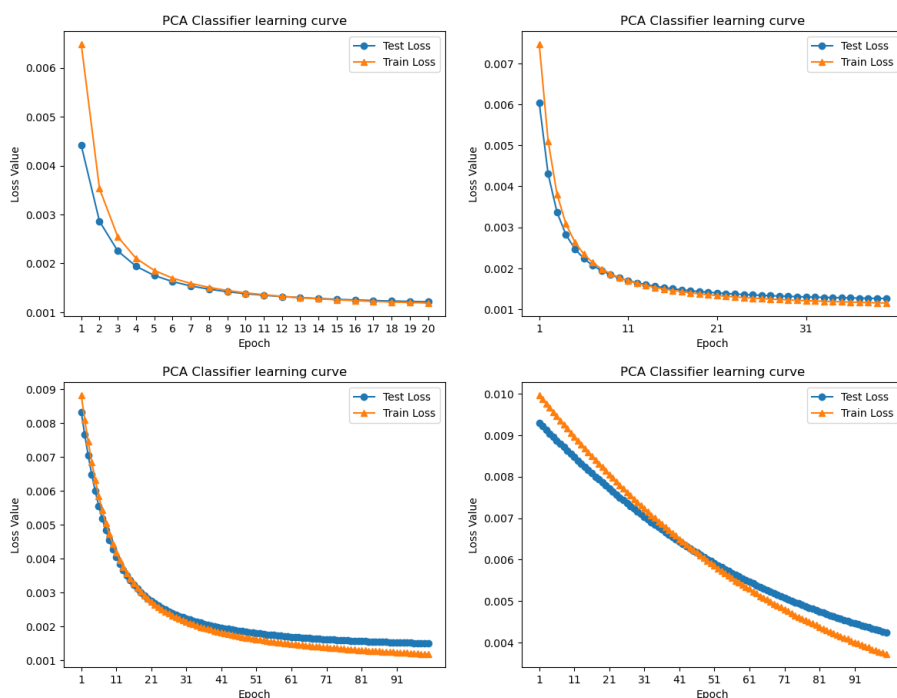 PCA Classifier learning curve
Test Loss
Train Loss
0.006
0.005
0.004
0.003
0.002
0.001
Loss Value
1 2 3 4 5 6 7 8 9 10 11 12 13 14 15 16 17 18 19 20
Epoch
PCA Classifier learning curve
Test Loss
Train Loss
0.007
0.006
0.005
0.004
0.003
0.002
0.001
Loss Value
1 11 21 31
Epoch
PCA Classifier learning curve
Test Loss
Train Loss
0.009
0.008
0.007
0.006
0.005
0.004
0.003
0.002
0.001
Loss Value
1 11 21 31 41 51 61 71 81 91
Epoch
PCA Classifier learning curve
Test Loss
Train Loss
0.010
0.009
0.008
0.007
0.006
0.005
0.004
Loss Value
1 11 21 31 41 51 61 71 81 91
Epoch